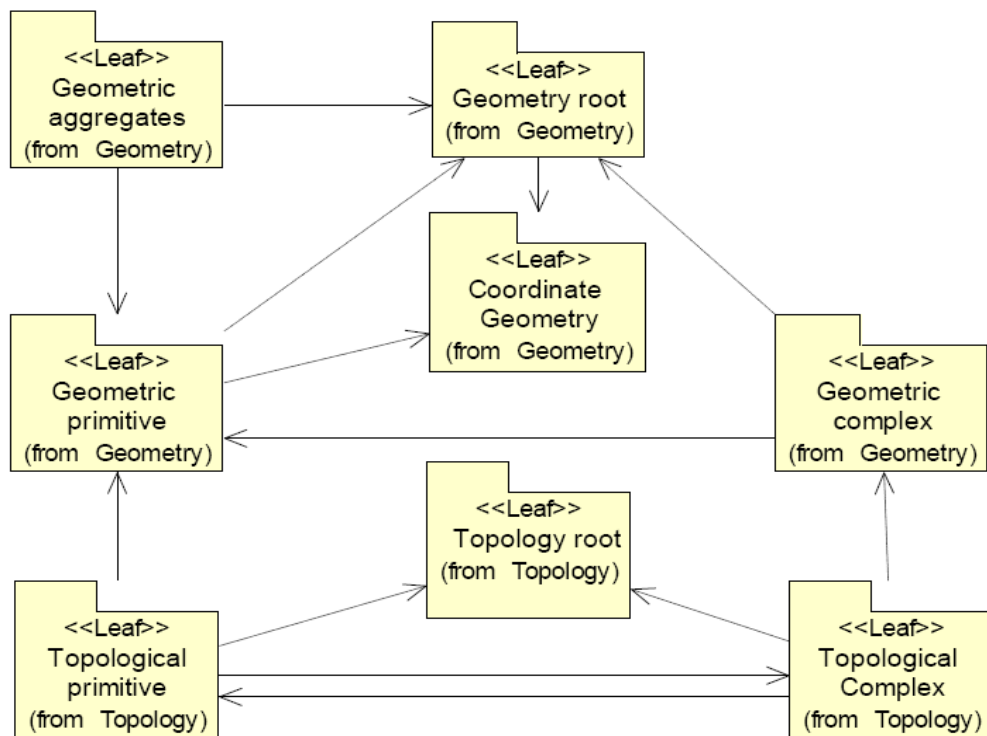 <<Leaf>>
Geometric
aggregates
(from Geometry)
<<Leaf>>
Geometry root
(from Geometry)
<<Leaf>>
Coordinate
Geometry
(from Geometry)
<<Leaf>>
Geometric
primitive
(from Geometry)
<<Leaf>>
Geometric
complex
(from Geometry)
<<Leaf>>
Topology root
(from Topology)
<<Leaf>>
Topological
primitive
(from Topology)
<<Leaf>>
Topological
Complex
(from Topology)